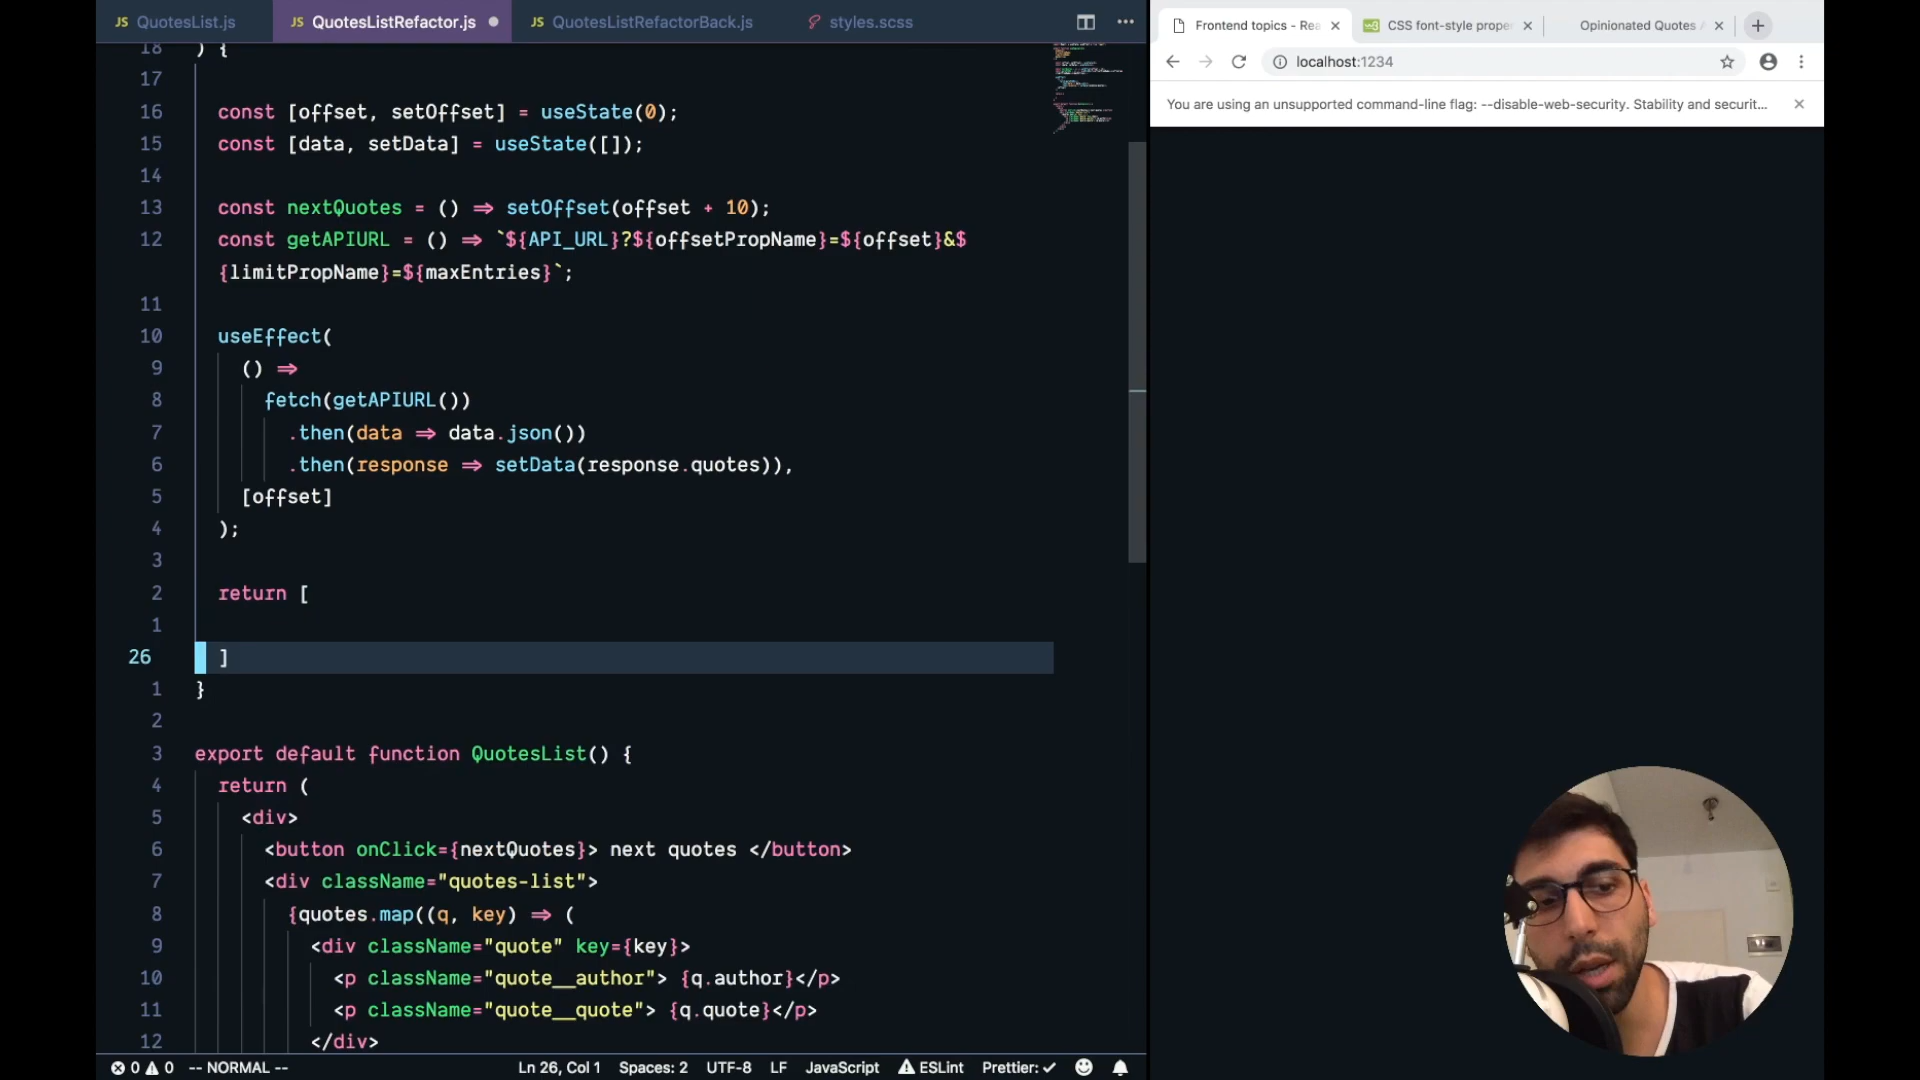 JS QuotesList.js
JS QuotesListRefactor.js
JS QuotesListRefactorBack.js
styles.scss
18 ) {
17
16 const [offset, setOffset] = useState(0);
15 const [data, setData] = useState([]);
14
13 const nextQuotes = () => setOffset(offset + 10);
12 const getAPIURL = () => `${API_URL}?${offsetPropName}=${offset}&$
{limitPropName}=${maxEntries}`;
11
10 useEffect(
9 () =>
8 fetch(getAPIURL())
7 .then(data => data.json())
6 .then(response => setData(response.quotes)),
5 [offset]
4 );
3
2 return [
1
26 ]
1 }
2
3 export default function QuotesList() {
4 return (
5 <div>
6 <button onClick={nextQuotes}> next quotes </button>
7 <div className="quotes-list">
8 {quotes.map((q, key) => (
9 <div className="quote" key={key}>
10 <p className="quote__author"> {q.author}</p>
11 <p className="quote__quote"> {q.quote}</p>
12 </div>
0 0 -- NORMAL -- Ln 26, Col 1 Spaces: 2 UTF-8 LF JavaScript ESLint Prettier: ✓
Frontend topics - Rea
CSS font-style prope
Opinionated Quotes
localhost:1234
You are using an unsupported command-line flag: --disable-web-security. Stability and securit...